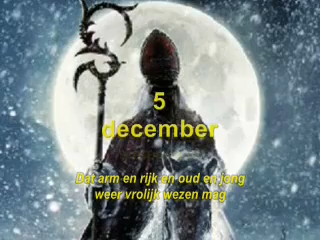 5
december
Dat arm en rijk en oud en jong
weer vrolijk wezen mag